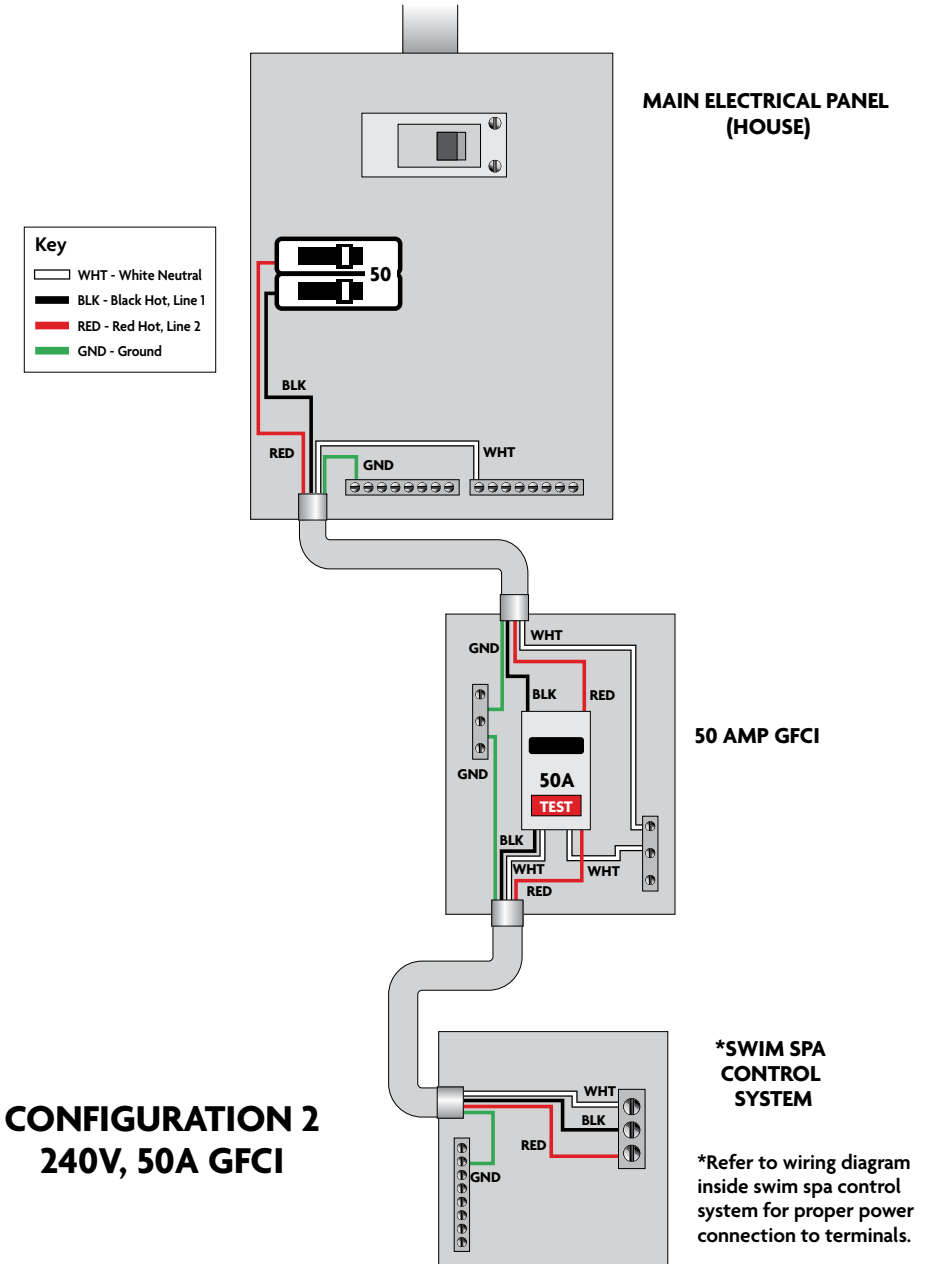 MAIN ELECTRICAL PANEL
(HOUSE)
Key
WHT - White Neutral
BLK - Black Hot, Line 1
RED - Red Hot, Line 2
GND - Ground
50
BLK
RED
GND
WHT
WHT
GND
BLK
RED
50 AMP GFCI
GND
50A
TEST
BLK
WHT
WHT
RED
*SWIM SPA
CONTROL
SYSTEM
WHT
BLK
RED
GND
CONFIGURATION 2
240V, 50A GFCI
*Refer to wiring diagram
inside swim spa control
system for proper power
connection to terminals.